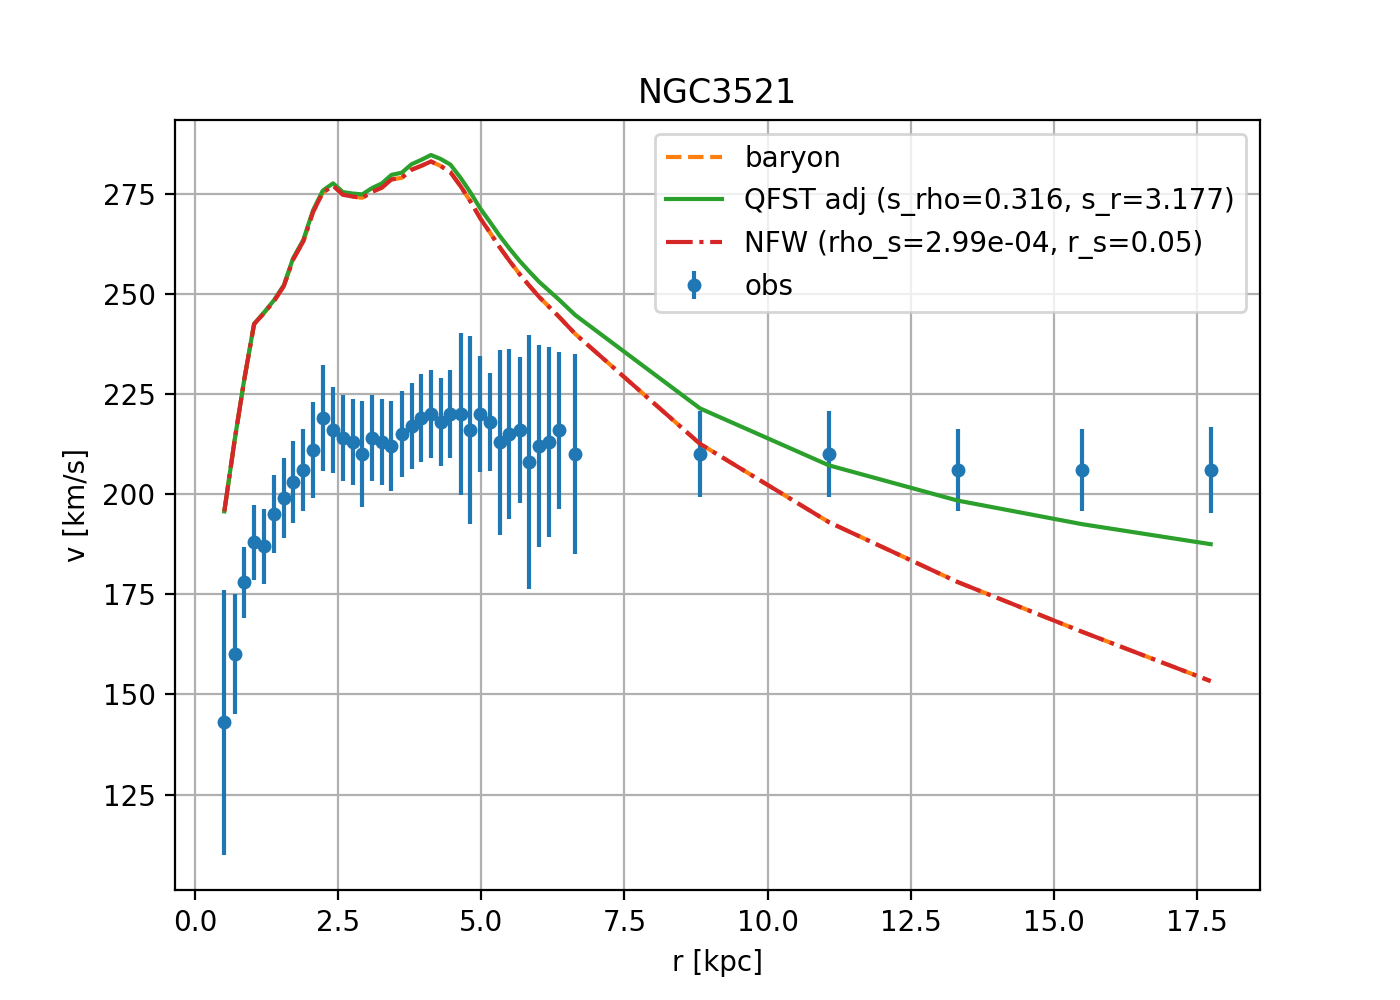 NGC3521
baryon
QFST adj (s_rho=0.316, s_r=3.177)
NFW (rho_s=2.99e-04, r_s=0.05)
obs
275
250
225
200
175
150
125
v [km/s]
0.0 2.5 5.0 7.5 10.0 12.5 15.0 17.5
r [kpc]